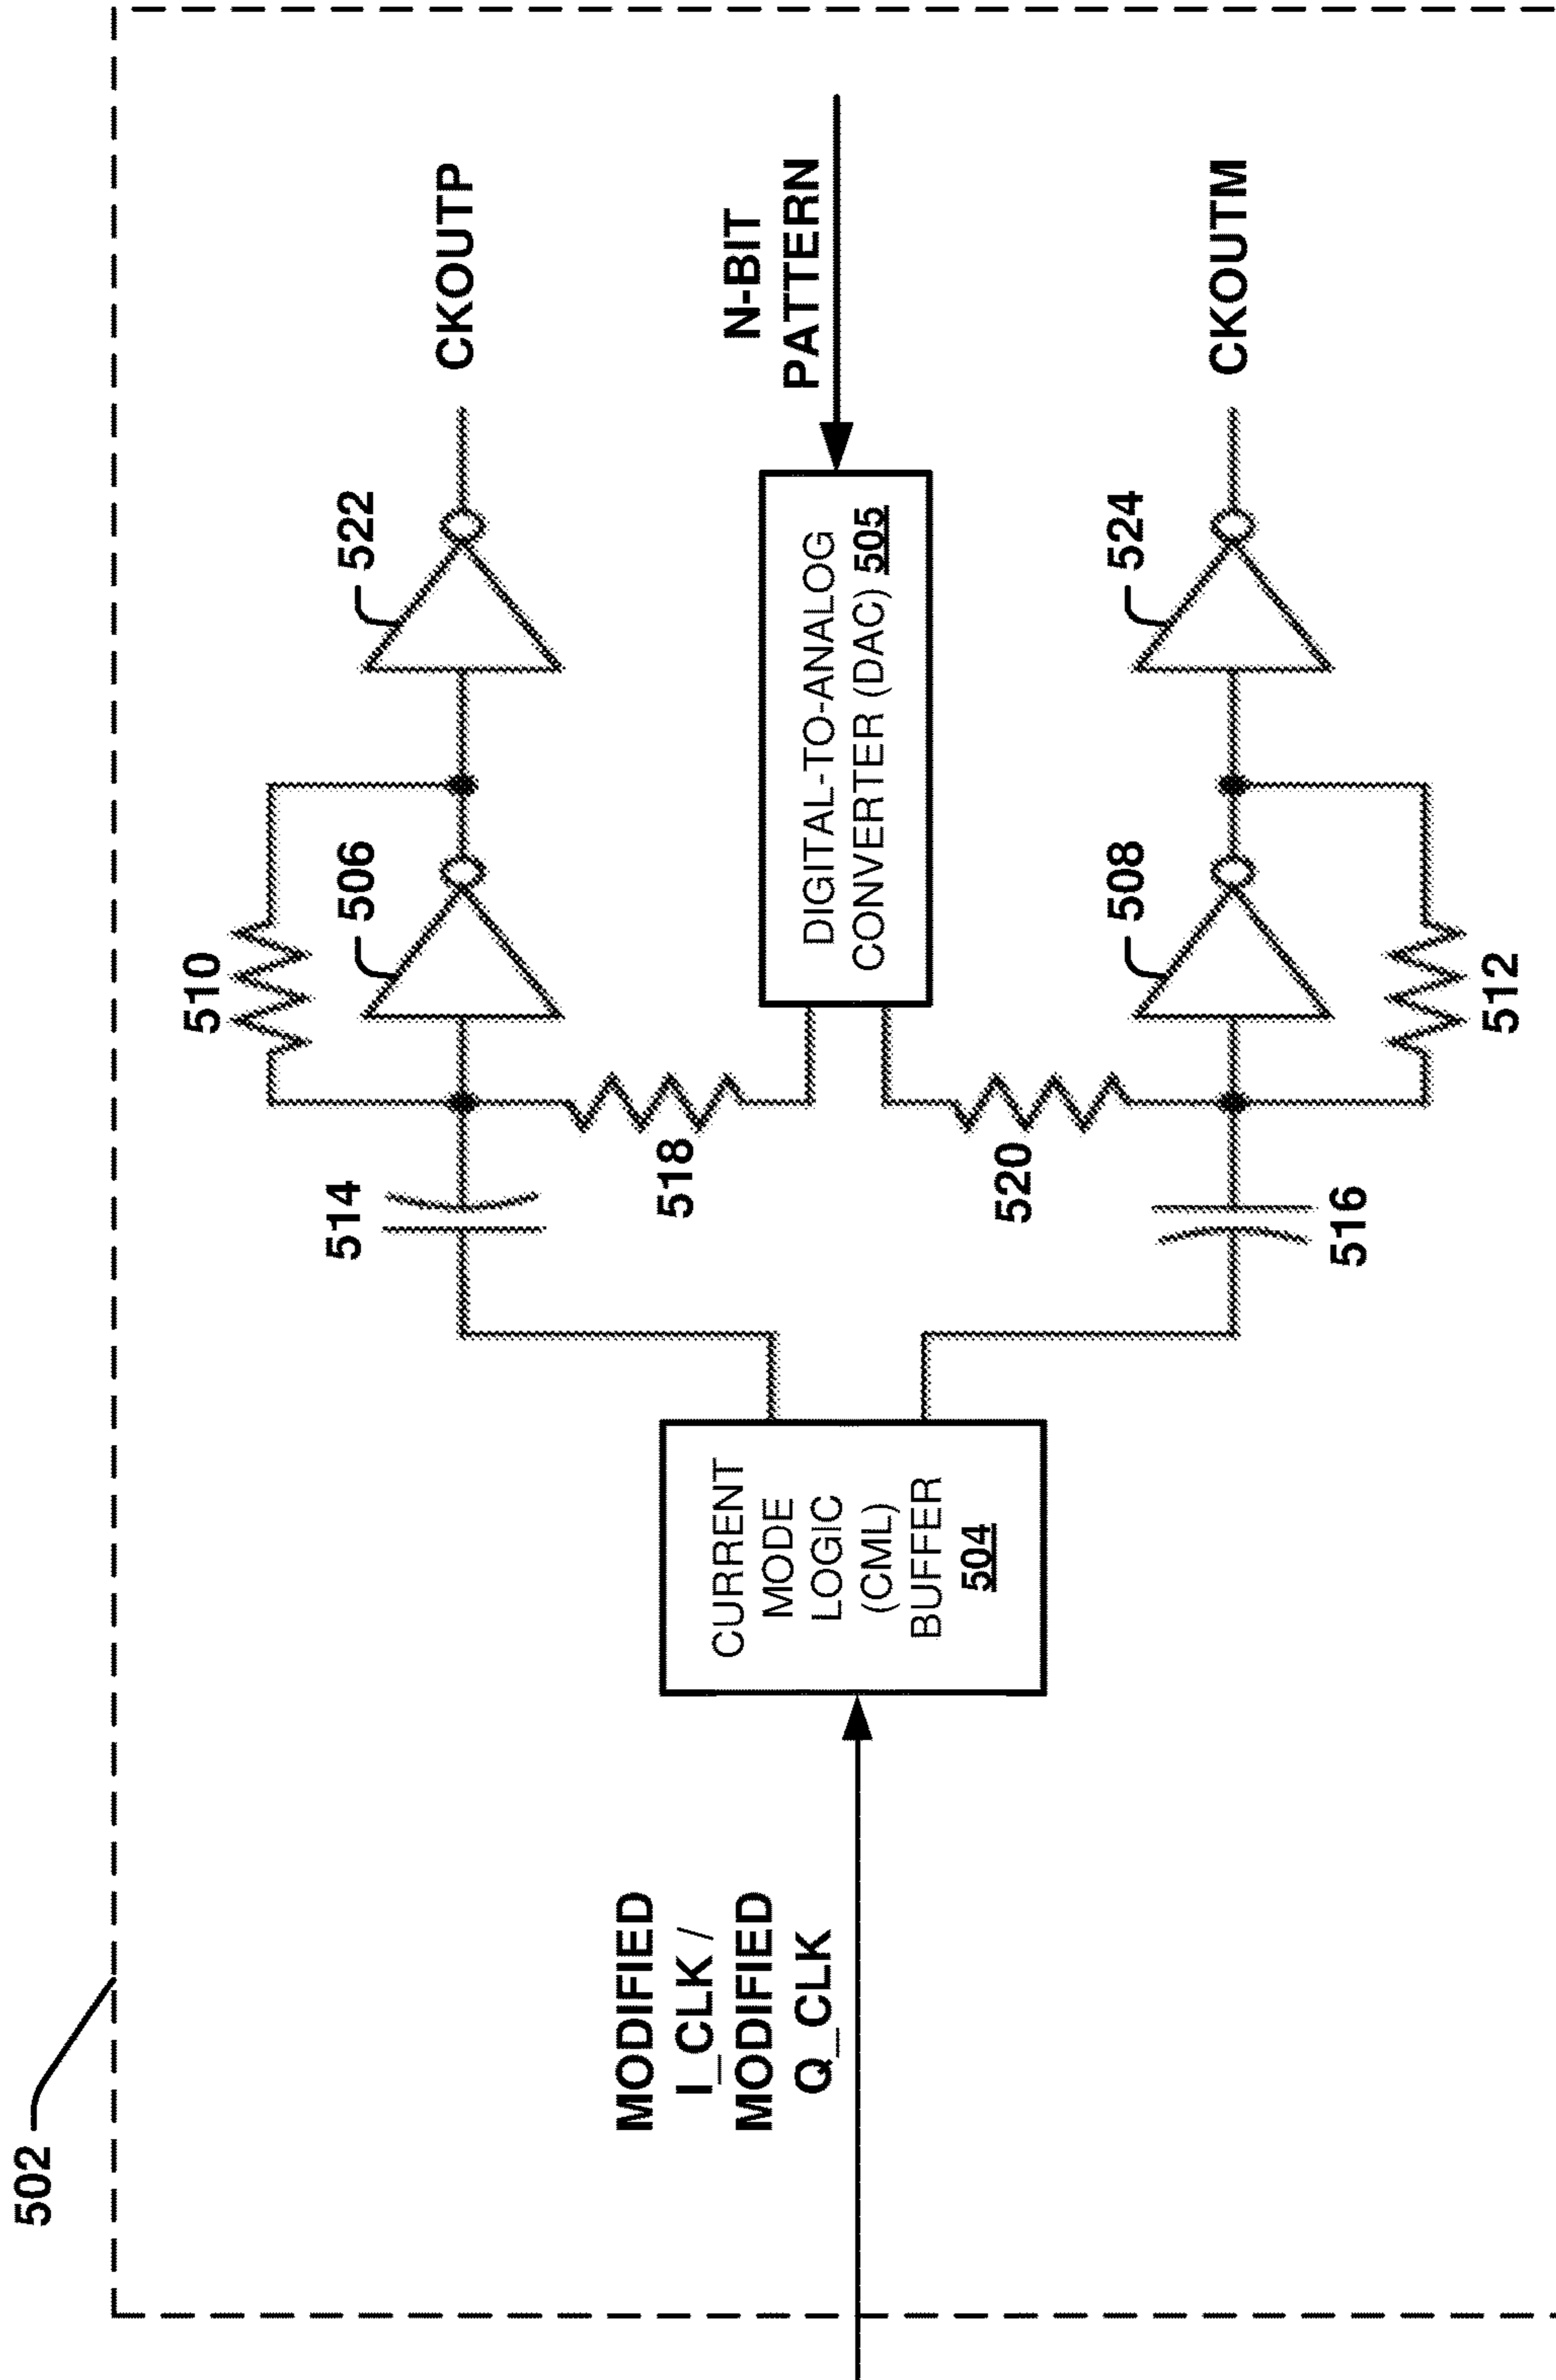 502
MODIFIED
I_CLK /
MODIFIED
Q_CLK
CURRENT
MODE
LOGIC
(CML)
BUFFER
504
514
516
510
506
518
520
508
512
DIGITAL-TO-ANALOG
CONVERTER (DAC) 505
522
524
CKOUTP
N-BIT
PATTERN
CKOUTM